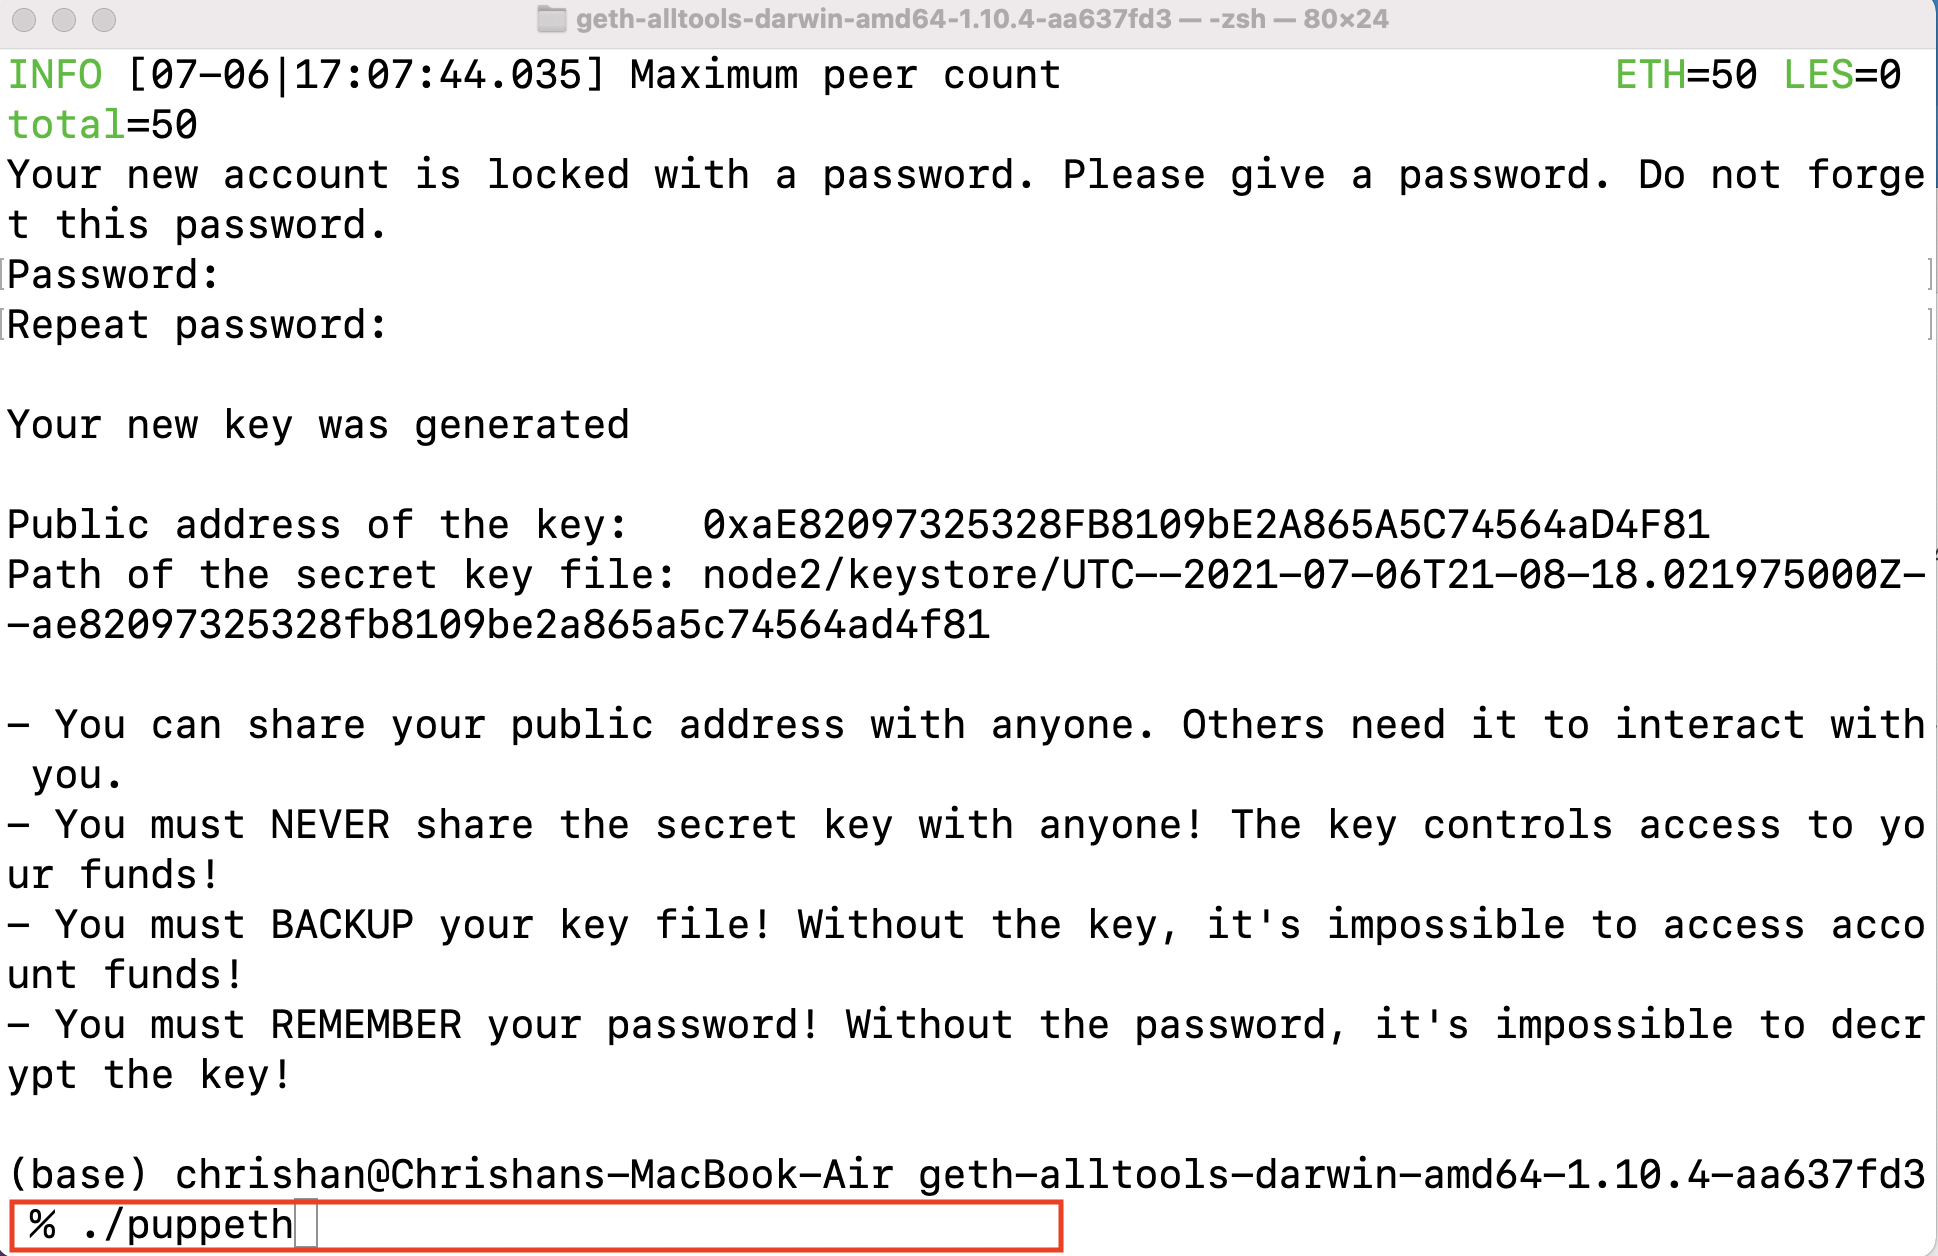 geth-alltools-darwin-amd64-1.10.4-aa637fd3 — -zsh — 80×24
INFO [07-06|17:07:44.035] Maximum peer count ETH=50 LES=0
total=50
Your new account is locked with a password. Please give a password. Do not forge
t this password.
[Password: ]
[Repeat password: ]
Your new key was generated
Public address of the key: 0xaE82097325328FB8109bE2A865A5C74564aD4F81
Path of the secret key file: node2/keystore/UTC--2021-07-06T21-08-18.021975000Z-
-ae82097325328fb8109be2a865a5c74564ad4f81
- You can share your public address with anyone. Others need it to interact with
you.
- You must NEVER share the secret key with anyone! The key controls access to yo
ur funds!
- You must BACKUP your key file! Without the key, it's impossible to access acco
unt funds!
- You must REMEMBER your password! Without the password, it's impossible to decr
ypt the key!
(base) chrishan@Chrishans-MacBook-Air geth-alltools-darwin-amd64-1.10.4-aa637fd3
% ./puppeth